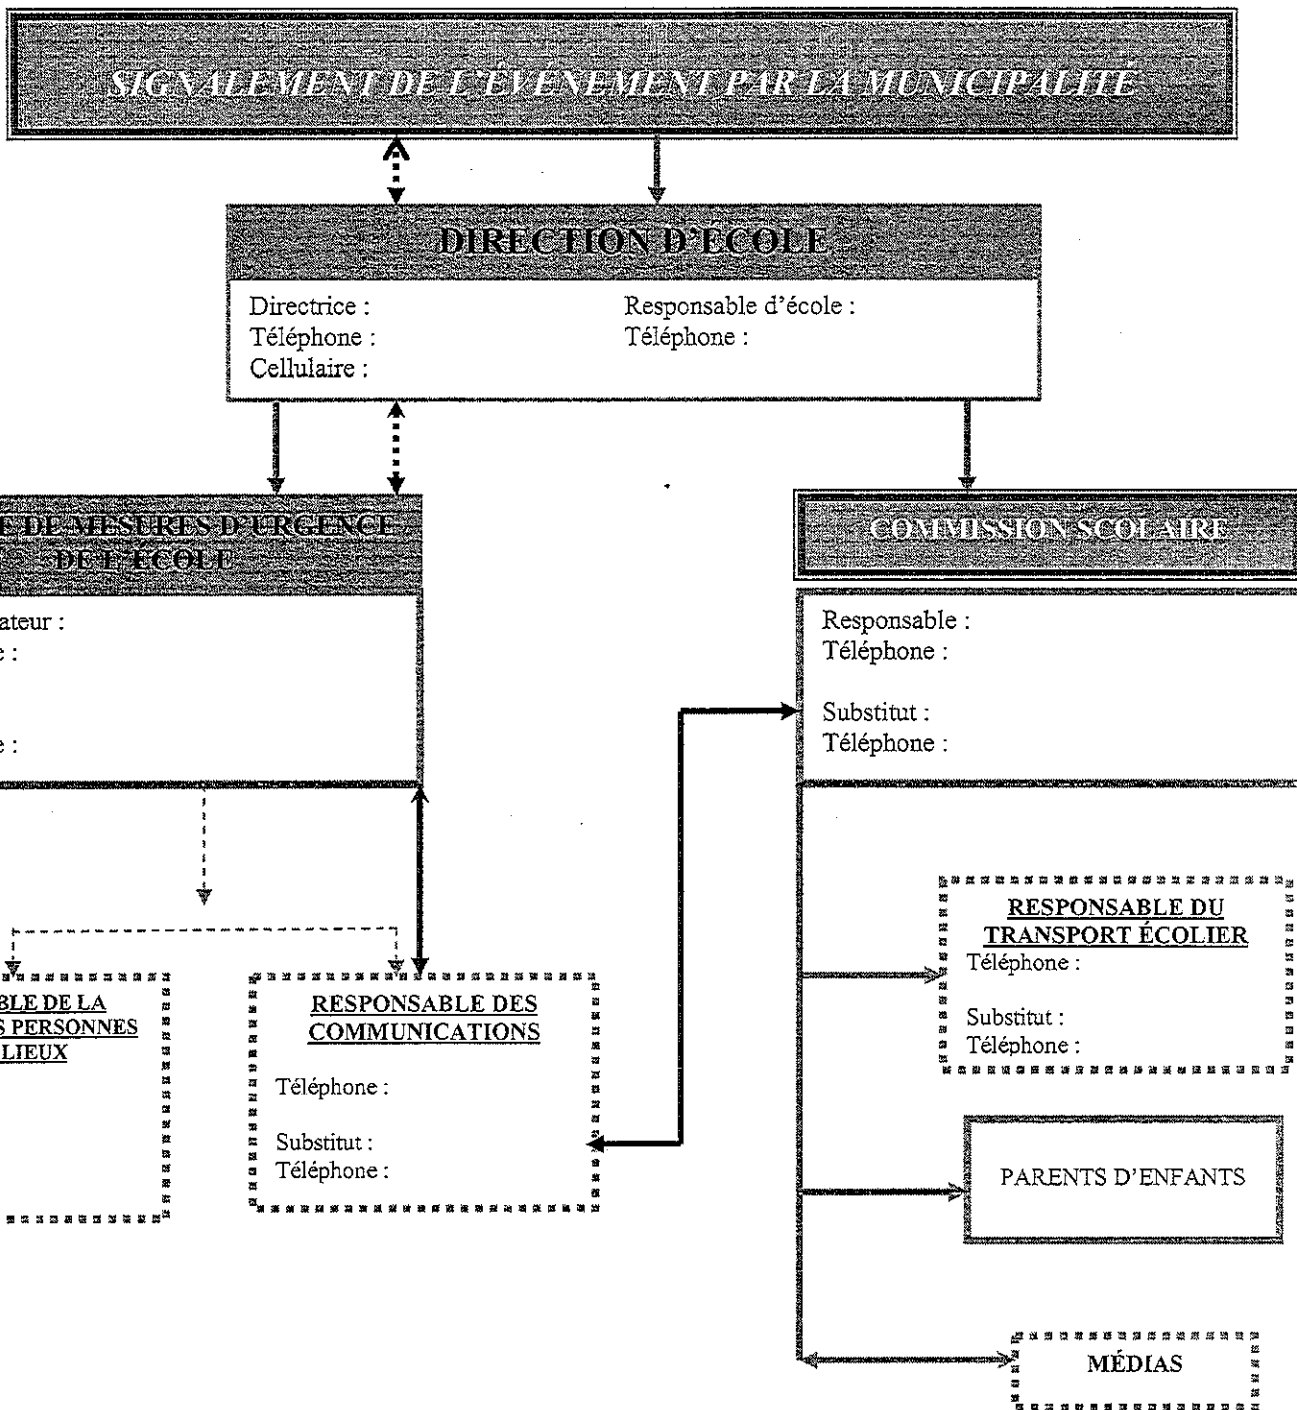 SIGNALEMENT DE L'ÉVÉNEMENT PAR LA MUNICIPALITÉ
DIRECTION D'ÉCOLE
Directrice :
Téléphone :
Cellulaire :
Responsable d'école :
Téléphone :
E DE MESURES D'URGENCE
DE L'ÉCOLE
ateur :
e :
e :
COMMISSION SCOLAIRE
Responsable :
Téléphone :
Substitut :
Téléphone :
RESPONSABLE DU
TRANSPORT ÉCOLIER
Téléphone :
Substitut :
Téléphone :
BLE DE LA
S PERSONNES
LIEUX
RESPONSABLE DES
COMMUNICATIONS
Téléphone :
Substitut :
Téléphone :
PARENTS D'ENFANTS
MÉDIAS